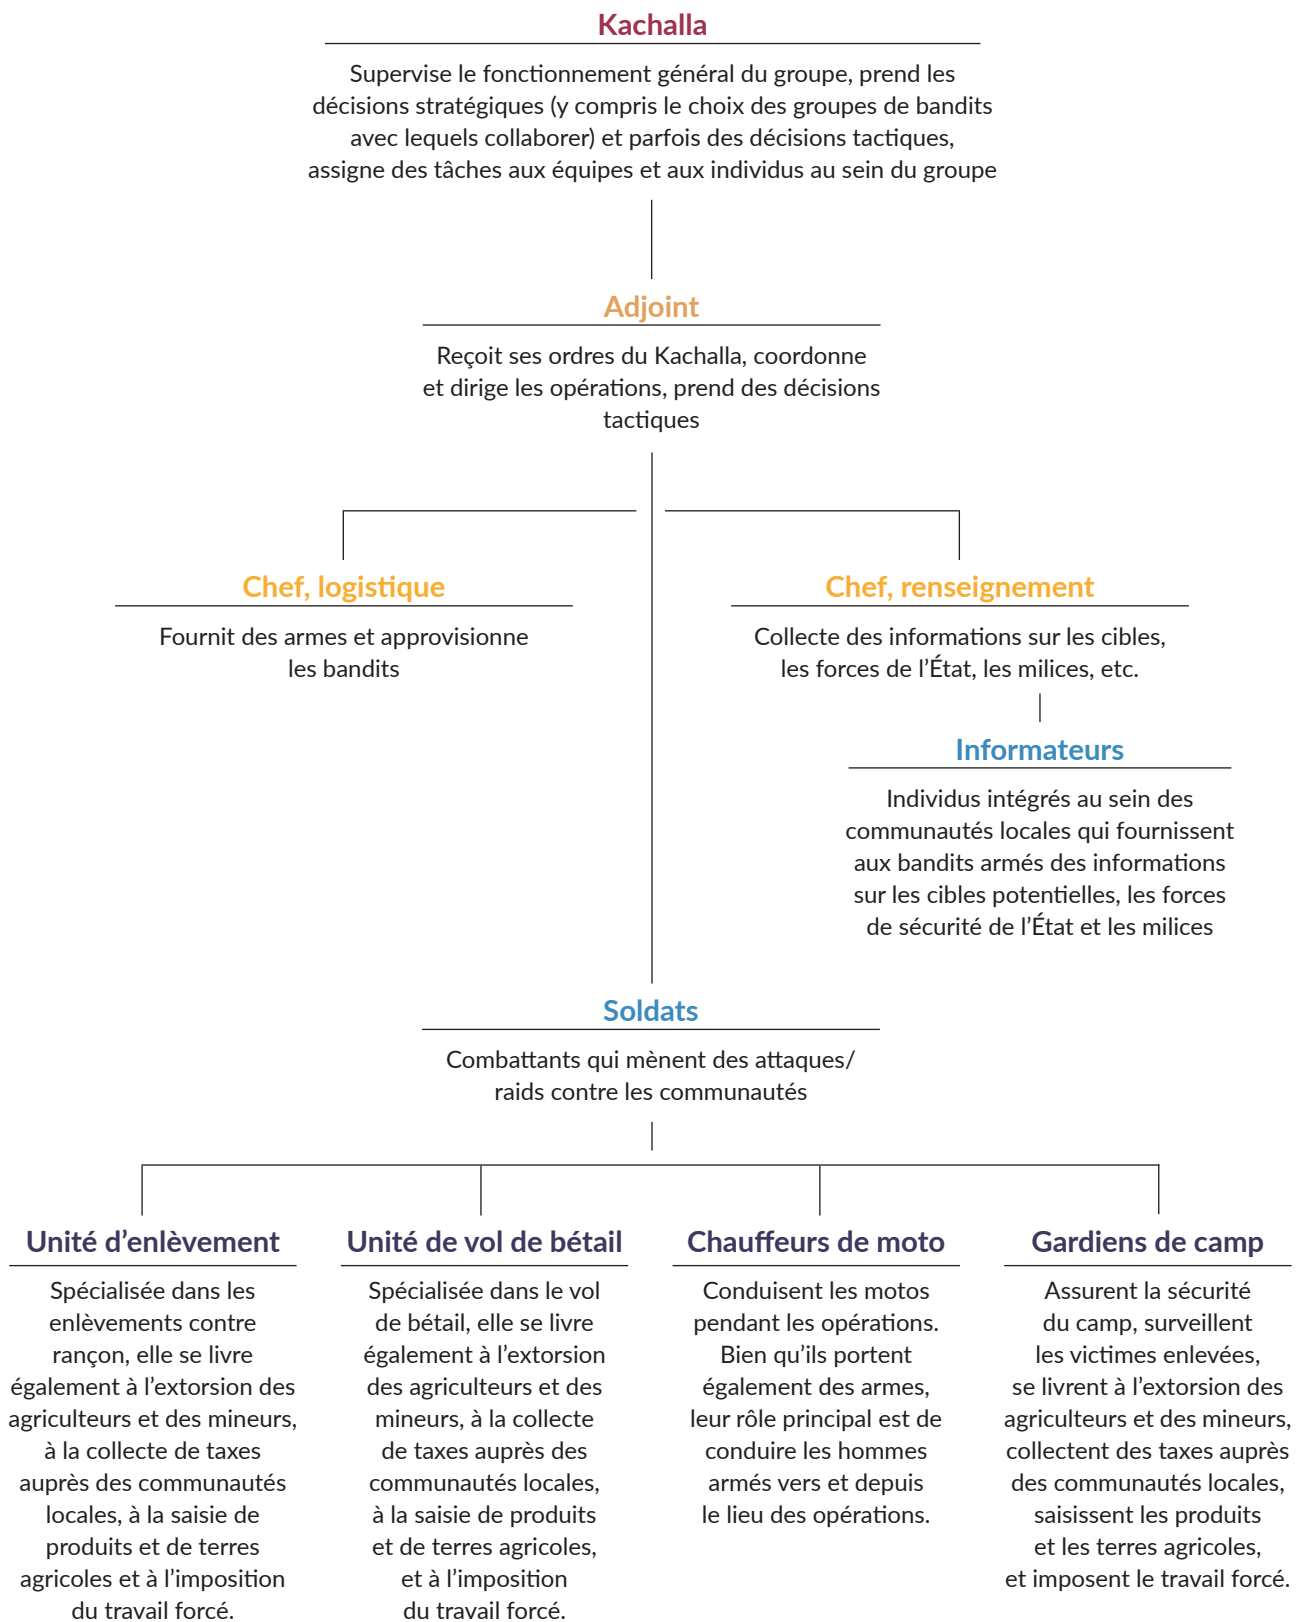 Kachalla
Supervise le fonctionnement général du groupe, prend les
décisions stratégiques (y compris le choix des groupes de bandits
avec lequels collaborer) et parfois des décisions tactiques,
assigne des tâches aux équipes et aux individus au sein du groupe
Adjoint
Reçoit ses ordres du Kachalla, coordonne
et dirige les opérations, prend des décisions
tactiques
Chef, logistique
Fournit des armes et approvisionne
les bandits
Chef, renseignement
Collecte des informations sur les cibles,
les forces de l'État, les milices, etc.
Informateurs
Individus intégrés au sein des
communautés locales qui fournissent
aux bandits armés des informations
sur les cibles potentielles, les forces
de sécurité de l'État et les milices
Soldats
Combattants qui mènent des attaques/
raids contre les communautés
Unité d'enlèvement
Spécialisée dans les
enlèvements contre
rançon, elle se livre
également à l'extorsion des
agriculteurs et des mineurs,
à la collecte de taxes
auprès des communautés
locales, à la saisie de
produits et de terres
agricoles et à l'imposition
du travail forcé.
Unité de vol de bétail
Spécialisée dans le vol
de bétail, elle se livre
également à l'extorsion
des agriculteurs et des
mineurs, à la collecte
de taxes auprès des
communautés locales,
à la saisie de produits
et de terres agricoles,
et à l'imposition
du travail forcé.
Chauffeurs de moto
Conduisent les motos
pendant les opérations.
Bien qu'ils portent
également des armes,
leur rôle principal est de
conduire les hommes
armés vers et depuis
le lieu des opérations.
Gardiens de camp
Assurent la sécurité
du camp, surveillent
les victimes enlevées,
se livrent à l'extorsion des
agriculteurs et des mineurs,
collectent des taxes auprès
des communautés locales,
saisissent les produits
et les terres agricoles,
et imposent le travail forcé.